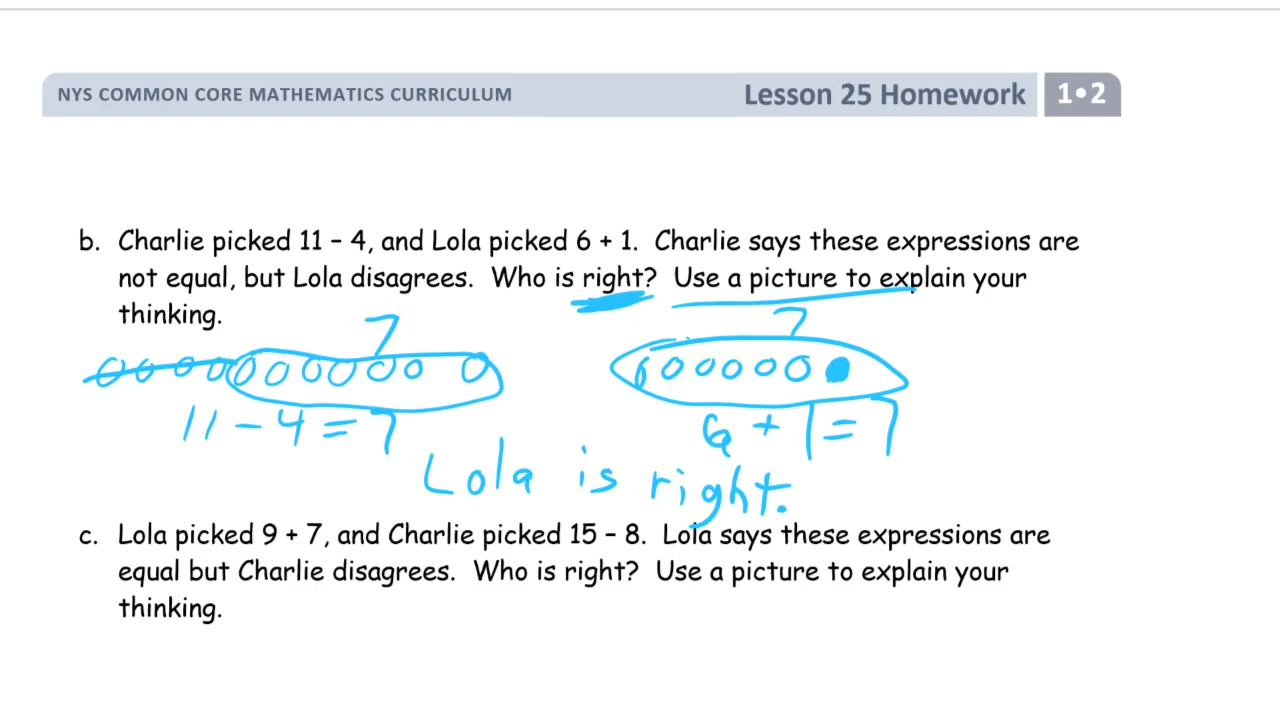 NYS COMMON CORE MATHEMATICS CURRICULUM Lesson 25 Homework 1•2
b. Charlie picked 11 – 4, and Lola picked 6 + 1. Charlie says these expressions are
not equal, but Lola disagrees. Who is right? Use a picture to explain your
thinking.
7 7
11 - 4 = 7 6 + 1 = 7
Lola is right.
c. Lola picked 9 + 7, and Charlie picked 15 – 8. Lola says these expressions are
equal but Charlie disagrees. Who is right? Use a picture to explain your
thinking.